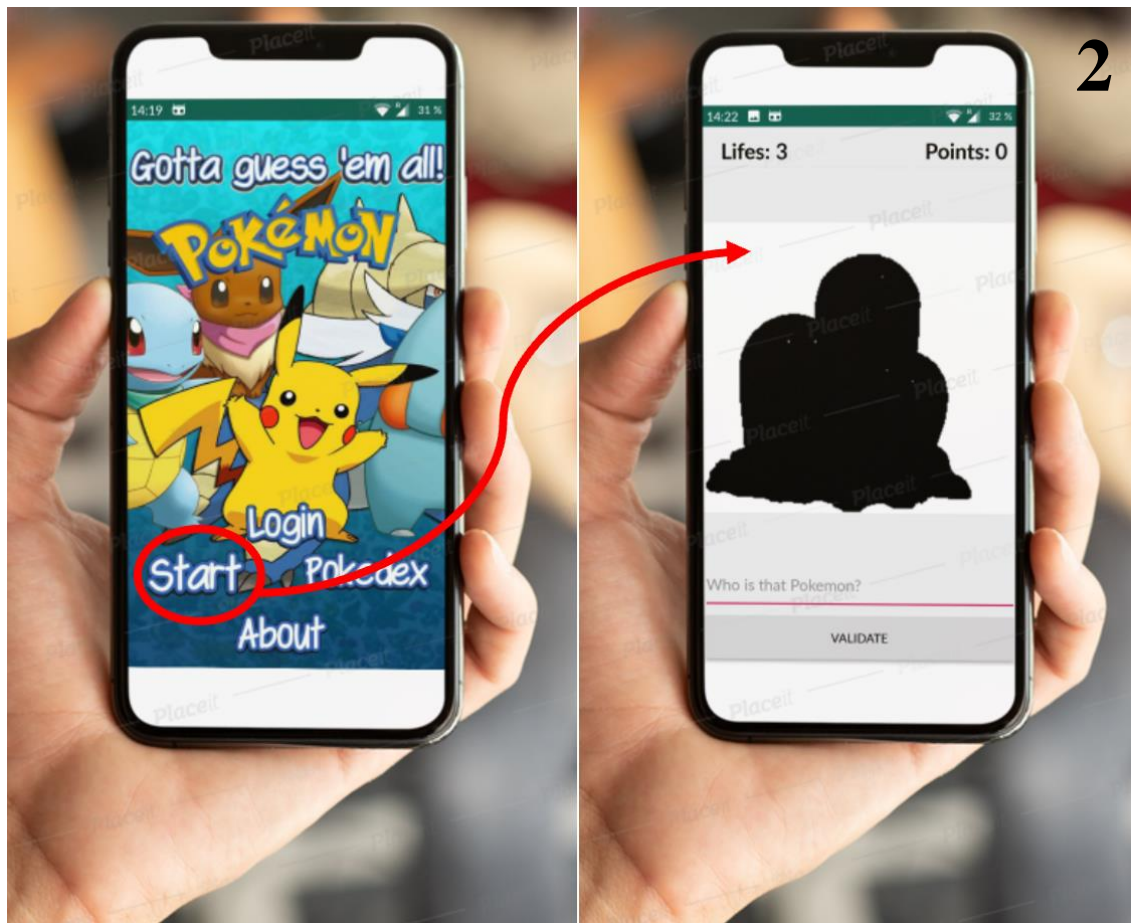 14:19 31 %
Gotta guess 'em all!
POKéMON
Login
Start Pokedex
About
2
14:22 32 %
Lifes: 3 Points: 0
Who is that Pokemon?
VALIDATE
Placeit